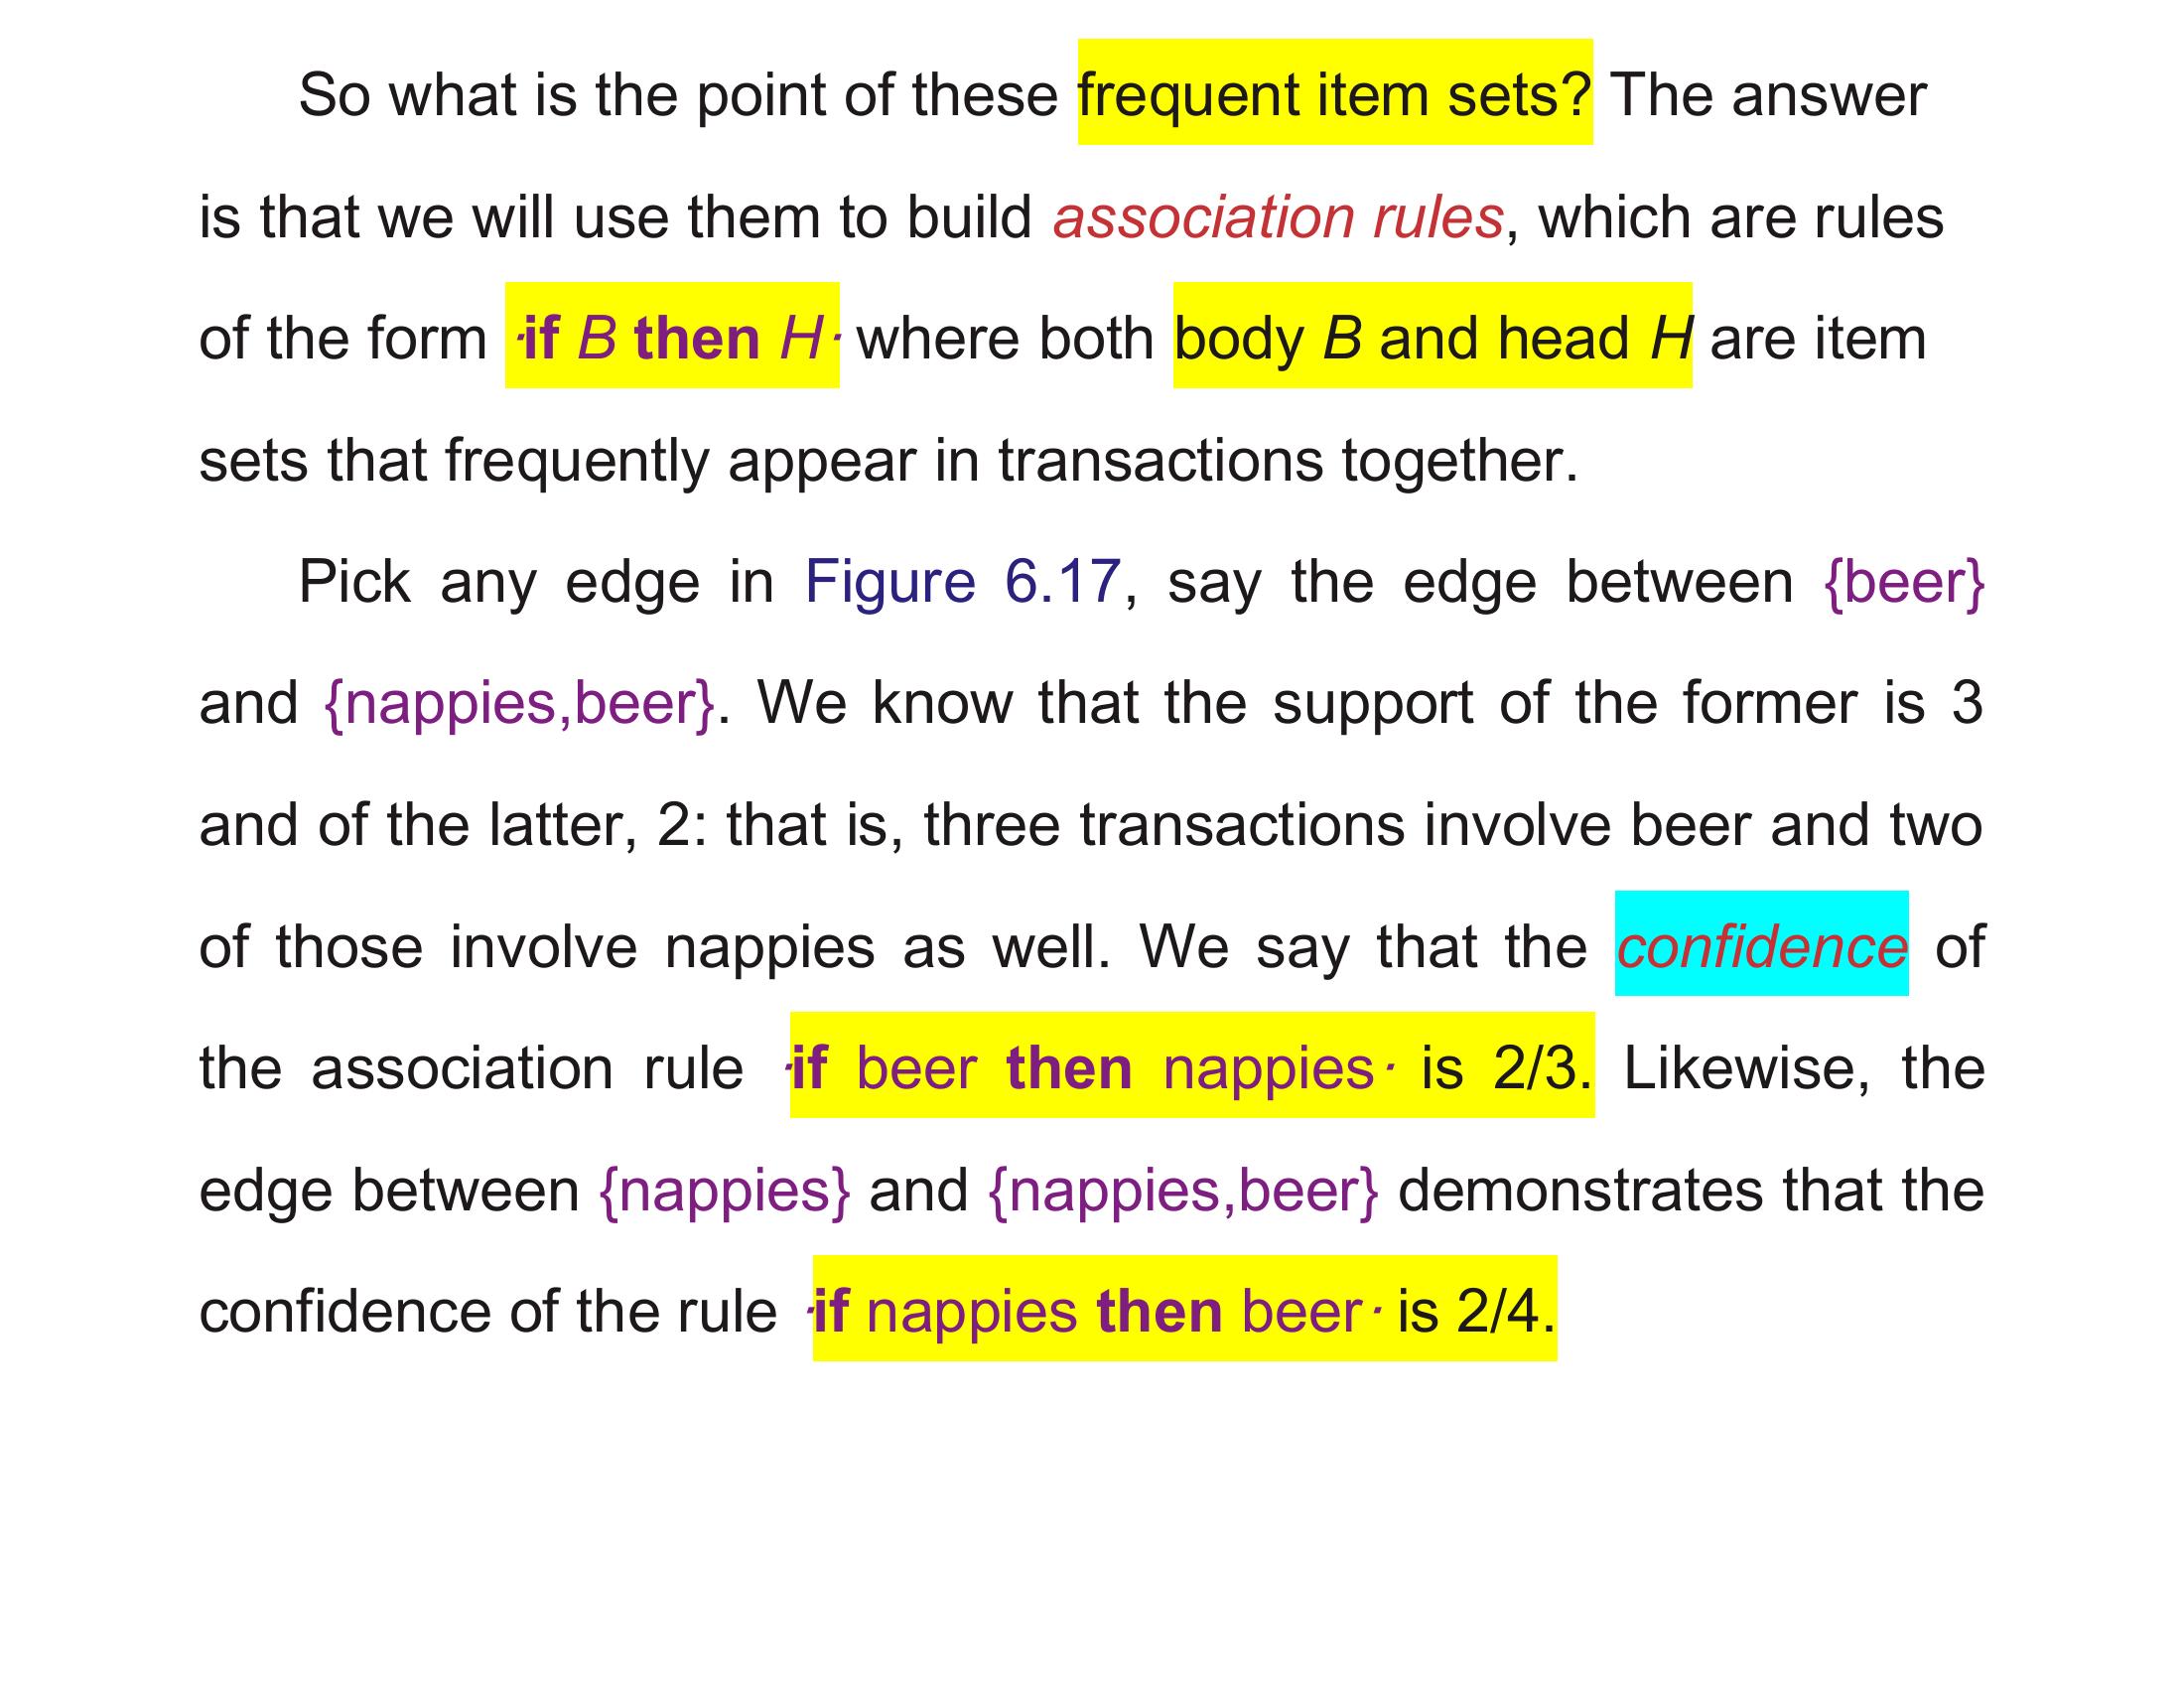 So what is the point of these frequent item sets? The answer
is that we will use them to build association rules, which are rules
of the form ·if B then H· where both body B and head H are item
sets that frequently appear in transactions together.
Pick any edge in Figure 6.17, say the edge between {beer}
and {nappies,beer}. We know that the support of the former is 3
and of the latter, 2: that is, three transactions involve beer and two
of those involve nappies as well. We say that the confidence of
the association rule ·if beer then nappies· is 2/3. Likewise, the
edge between {nappies} and {nappies,beer} demonstrates that the
confidence of the rule ·if nappies then beer· is 2/4.